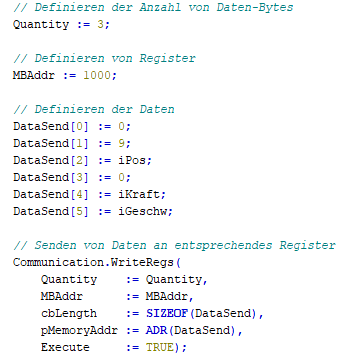 // Definieren der Anzahl von Daten-Bytes
Quantity := 3;
// Definieren von Register
MBAddr := 1000;
// Definieren der Daten
DataSend[0] := 0;
DataSend[1] := 9;
DataSend[2] := iPos;
DataSend[3] := 0;
DataSend[4] := iKraft;
DataSend[5] := iGeschw;
// Senden von Daten an entsprechendes Register
Communication.WriteRegs(
Quantity := Quantity,
MBAddr := MBAddr,
cbLength := SIZEOF(DataSend),
pMemoryAddr := ADR(DataSend),
Execute := TRUE);